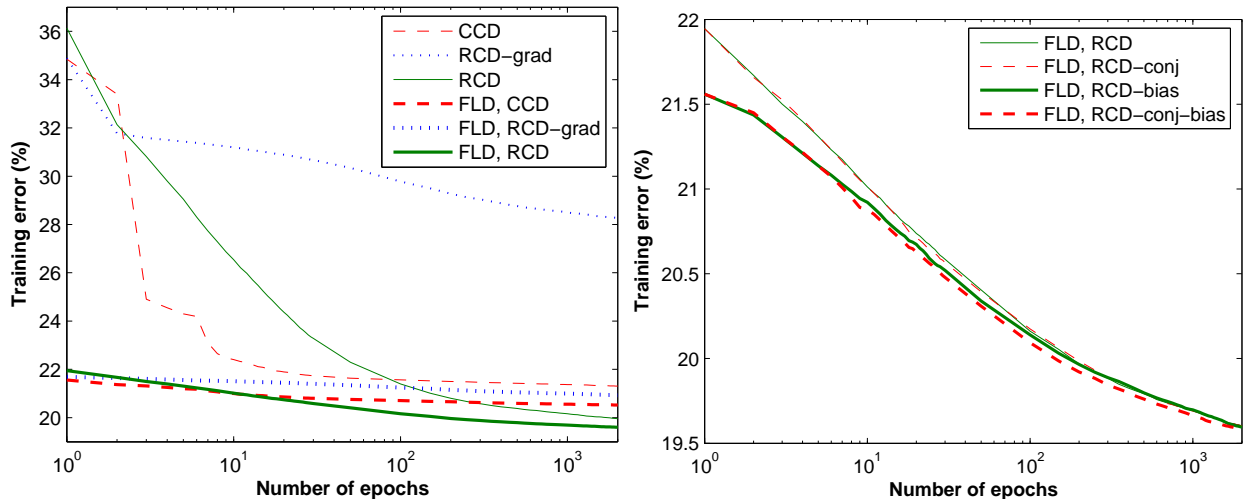 36
34
32
30
28
26
24
22
20
Training error (%)
10^0
10^1
10^2
10^3
Number of epochs
CCD
RCD−grad
RCD
FLD, CCD
FLD, RCD−grad
FLD, RCD
22
21.5
21
20.5
20
19.5
Training error (%)
10^0
10^1
10^2
10^3
Number of epochs
FLD, RCD
FLD, RCD−conj
FLD, RCD−bias
FLD, RCD−conj−bias